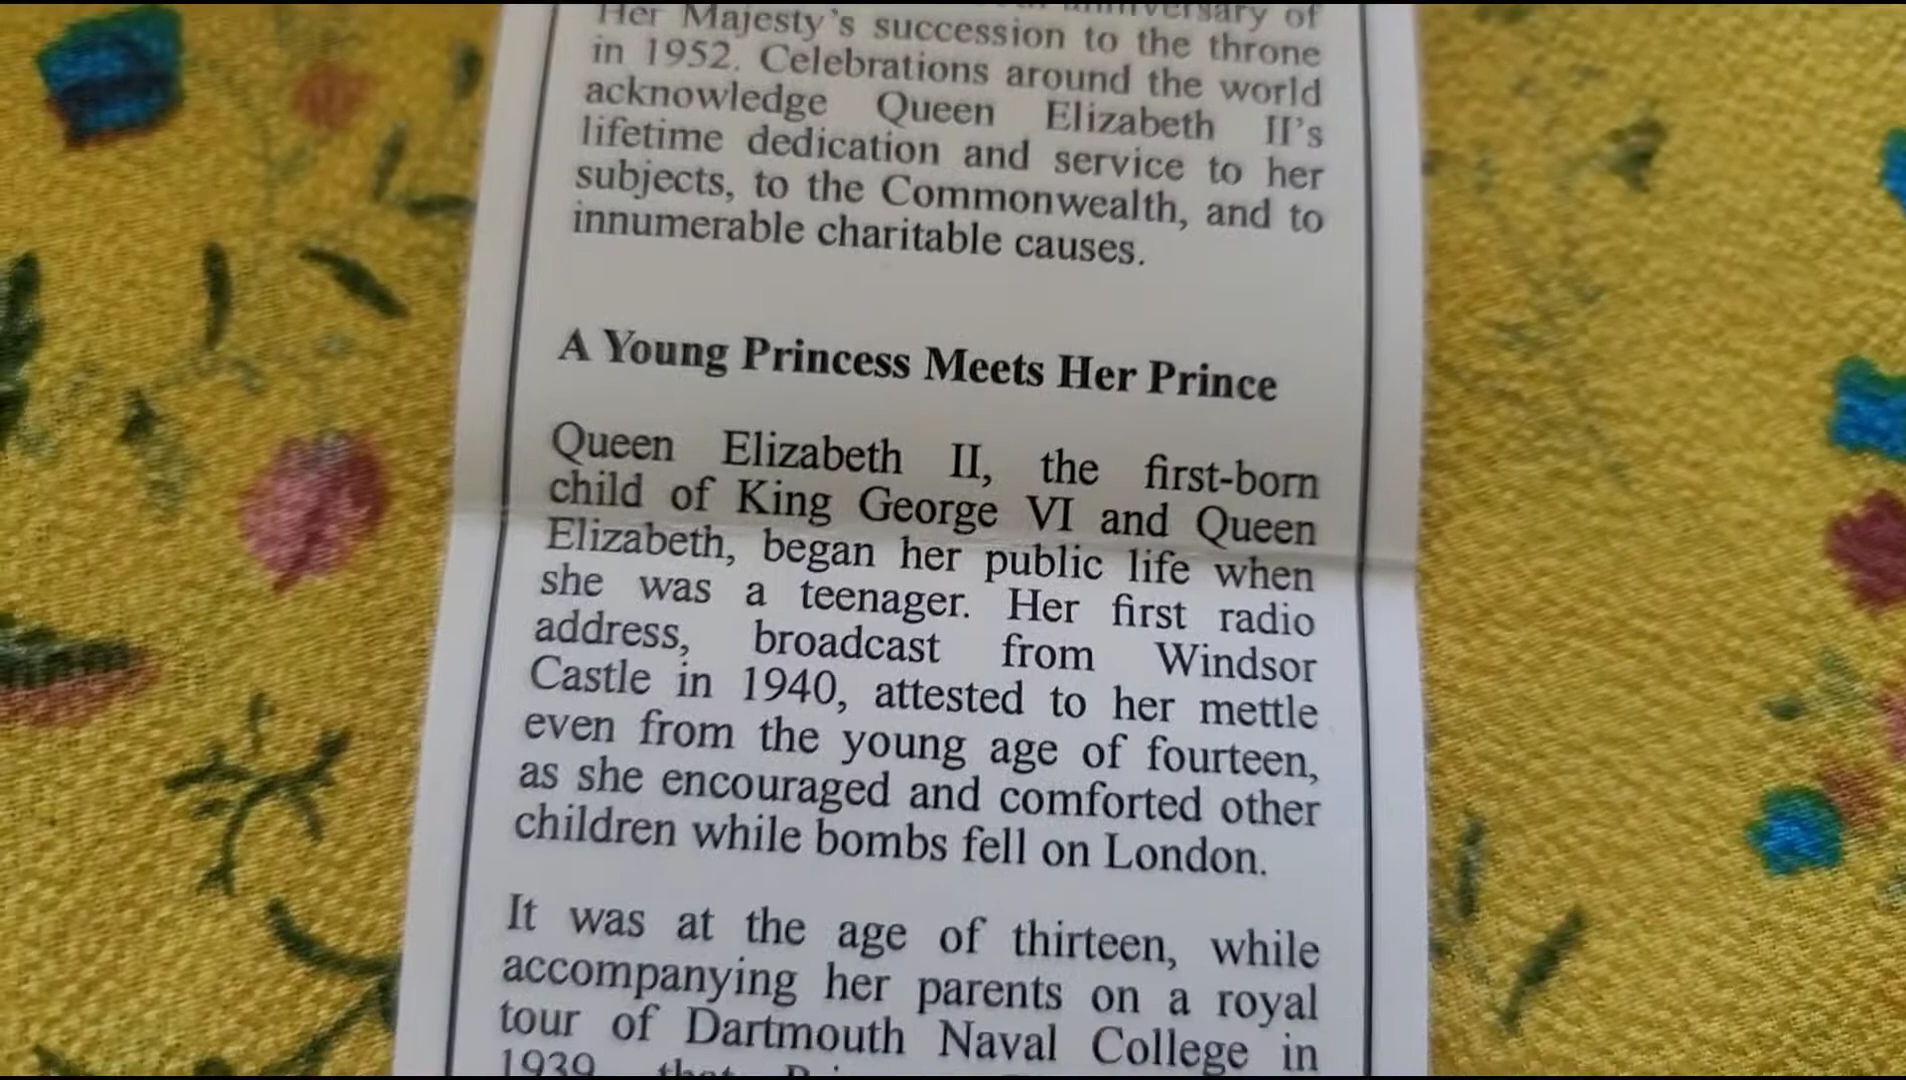 anniversary of
Her Majesty's succession to the throne
in 1952. Celebrations around the world
acknowledge Queen Elizabeth II's
lifetime dedication and service to her
subjects, to the Commonwealth, and to
innumerable charitable causes.
A Young Princess Meets Her Prince
Queen Elizabeth II, the first-born
child of King George VI and Queen
Elizabeth, began her public life when
she was a teenager. Her first radio
address, broadcast from Windsor
Castle in 1940, attested to her mettle
even from the young age of fourteen,
as she encouraged and comforted other
children while bombs fell on London.
It was at the age of thirteen, while
accompanying her parents on a royal
tour of Dartmouth Naval College in
1939 that